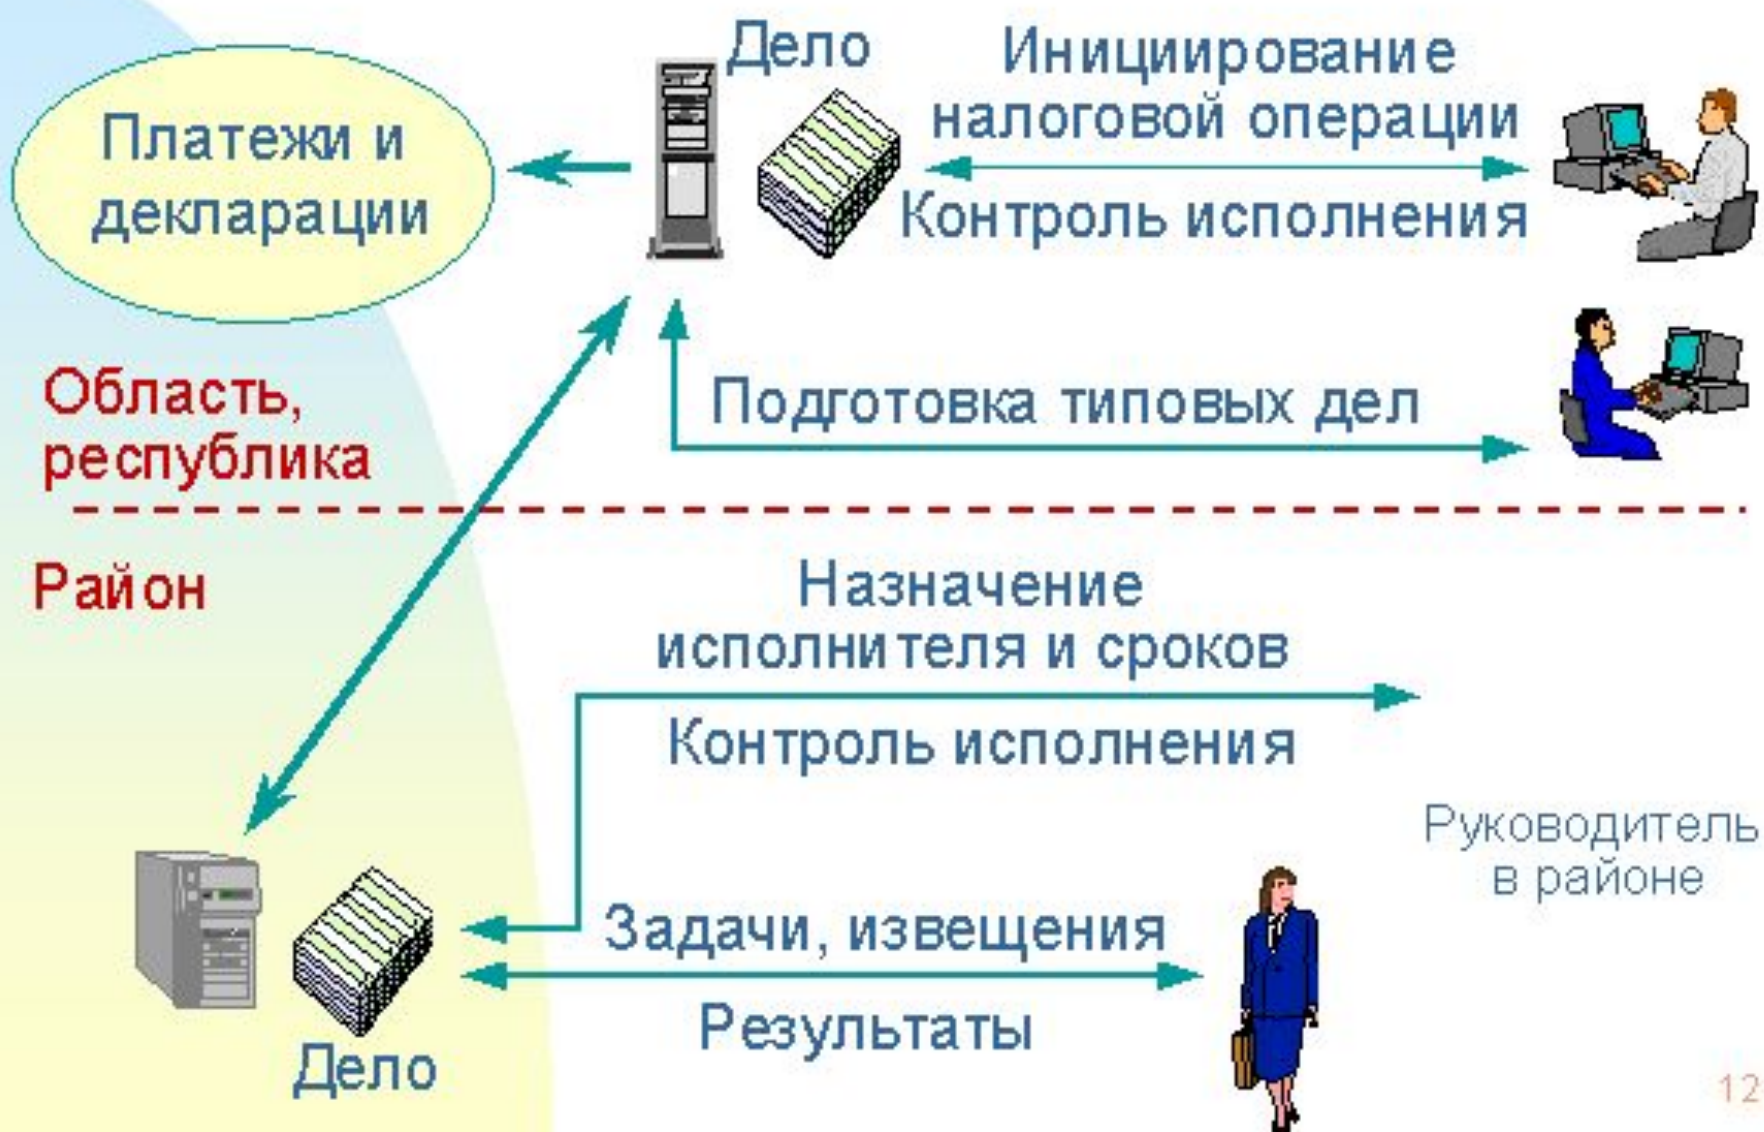 Дело
Инициирование
налоговой операции
Контроль исполнения
Платежи и
декларации
Подготовка типовых дел
Область,
республика
Район
Назначение
исполнителя и сроков
Контроль исполнения
Руководитель
в районе
Задачи, извещения
Результаты
Дело
12